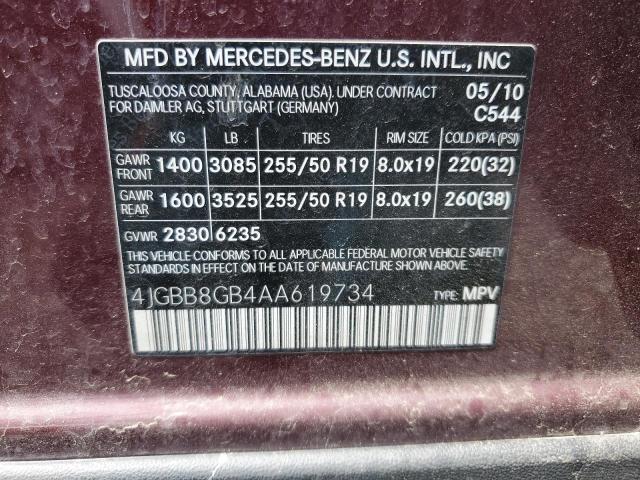 MFD BY MERCEDES-BENZ U.S. INTL., INC
TUSCALOOSA COUNTY, ALABAMA (USA). UNDER CONTRACT 05/10
FOR DAIMLER AG, STUTTGART (GERMANY) C544
KG LB TIRES RIM SIZE COLD KPA (PSI)
GAWR FRONT 1400 3085 255/50 R19 8.0x19 220(32)
GAWR REAR 1600 3525 255/50 R19 8.0x19 260(38)
GVWR 2830 6235
THIS VEHICLE CONFORMS TO ALL APPLICABLE FEDERAL MOTOR VEHICLE SAFETY
AND THEFT PREVENTION STANDARDS IN EFFECT ON THE
DATE OF MANUFACTURE SHOWN ABOVE.
4JGBB8GB4AA619734 TYPE: MPV